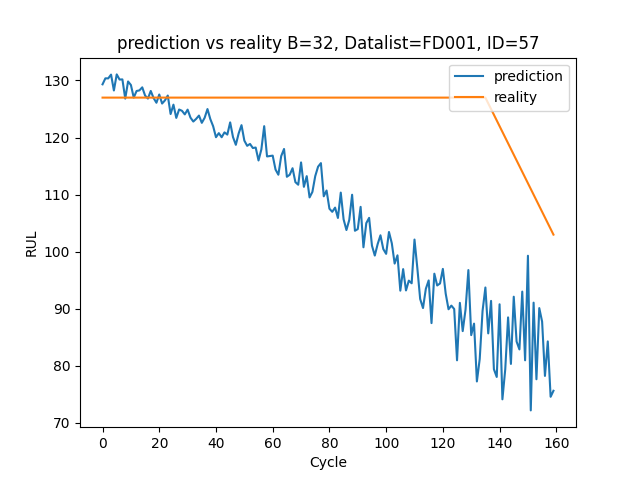 prediction vs reality B=32, Datalist=FD001, ID=57
prediction
reality
130
120
110
100
90
80
70
RUL
0 20 40 60 80 100 120 140 160
Cycle